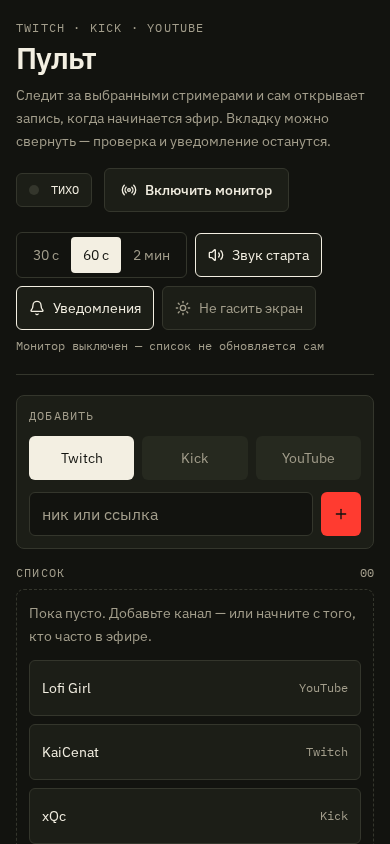 TWITCH · KICK · YOUTUBE
Пульт
Следит за выбранными стримерами и сам открывает
запись, когда начинается эфир. Вкладку можно
свернуть — проверка и уведомление останутся.
ТИХО
Включить монитор
30 с 60 с 2 мин
Звук старта
Уведомления
Не гасить экран
Монитор выключен — список не обновляется сам
ДОБАВИТЬ
Twitch Kick YouTube
ник или ссылка
+
СПИСОК 00
Пока пусто. Добавьте канал — или начните с того,
кто часто в эфире.
Lofi Girl YouTube
KaiCenat Twitch
xQc Kick